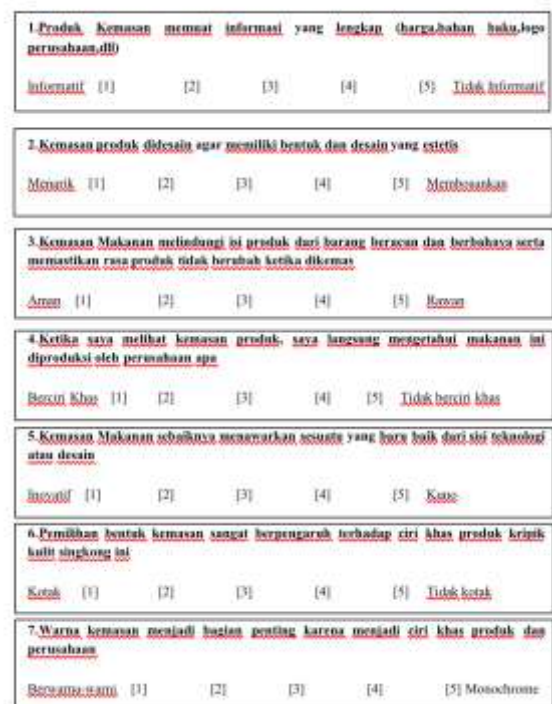 1.Produk Kemasan memuat informasi yang lengkap (harga,bahan baku,logo
perusahaan,dll)
Informatif [1] [2] [3] [4] [5] Tidak Informatif
2.Kemasan produk didesain agar memiliki bentuk dan desain yang estetis
Menarik [1] [2] [3] [4] [5] Membosankan
3.Kemasan Makanan melindungi isi produk dari barang beracun dan berbahaya serta
memastikan rasa produk tidak berubah ketika dikemas
Aman [1] [2] [3] [4] [5] Rawan
4.Ketika saya melihat kemasan produk, saya langsung mengetahui makanan ini
diproduksi oleh perusahaan apa
Berciri Khas [1] [2] [3] [4] [5] Tidak berciri khas
5.Kemasan Makanan sebaiknya menawarkan sesuatu yang baru baik dari sisi teknologi
atau desain
Inovatif [1] [2] [3] [4] [5] Kuno
6.Pemilihan bentuk kemasan sangat berpengaruh terhadap ciri khas produk kripik
kulit singkong ini
Kotak [1] [2] [3] [4] [5] Tidak kotak
7.Warna kemasan menjadi bagian penting karena menjadi ciri khas produk dan
perusahaan
Berwarna-warni [1] [2] [3] [4] [5] Monochrome